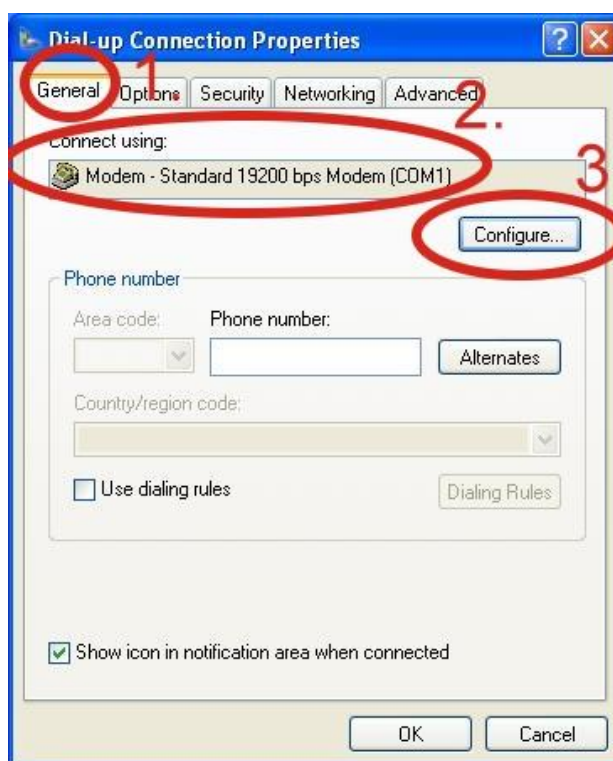 Dial-up Connection Properties
1
General Options Security Networking Advanced
2.
Connect using:
Modem - Standard 19200 bps Modem (COM1)
3
Configure...
Phone number
Area code: Phone number:
Alternates
Country/region code:
Use dialing rules
Dialing Rules
Show icon in notification area when connected
OK Cancel